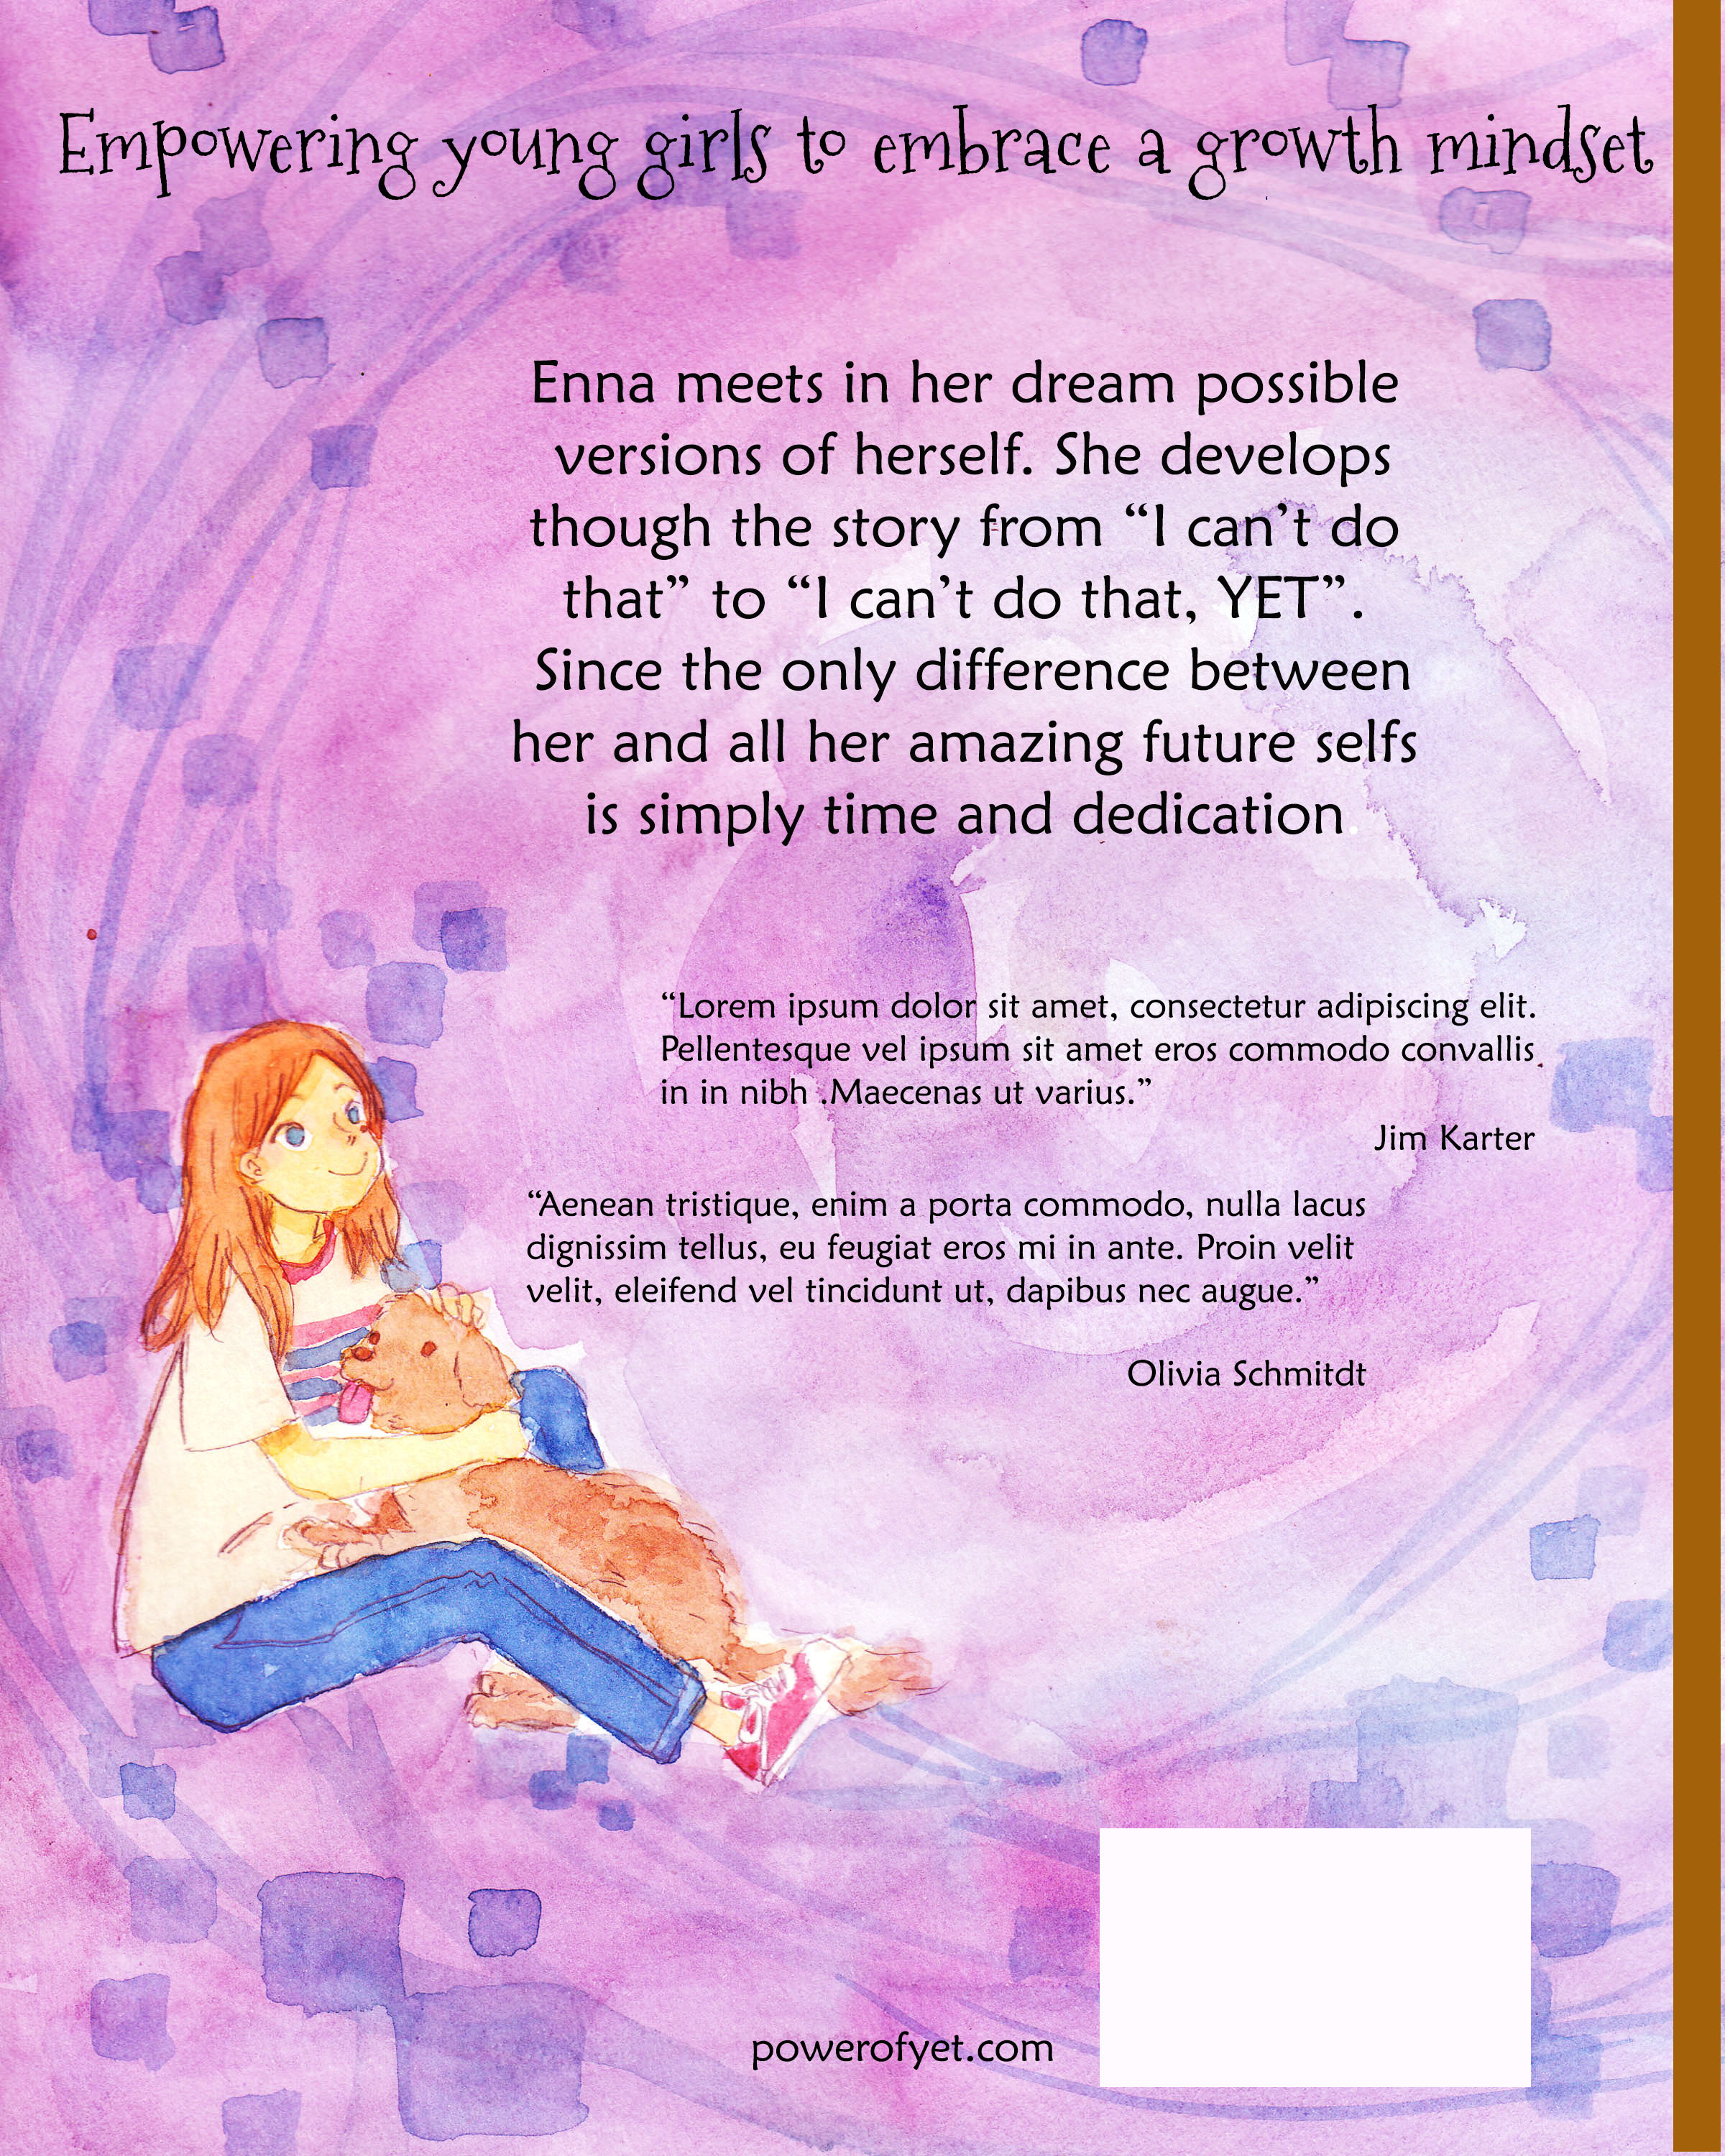 Empowering young girls to embrace a growth mindset
Enna meets in her dream possible
versions of herself. She develops
though the story from “I can’t do
that” to “I can’t do that, YET”.
Since the only difference between
her and all her amazing future selfs
is simply time and dedication.
“Lorem ipsum dolor sit amet, consectetur adipiscing elit.
Pellentesque vel ipsum sit amet eros commodo convallis
in in nibh .Maecenas ut varius.”
Jim Karter
“Aenean tristique, enim a porta commodo, nulla lacus
dignissim tellus, eu feugiat eros mi in ante. Proin velit
velit, eleifend vel tincidunt ut, dapibus nec augue.”
Olivia Schmitdt
powerofyet.com